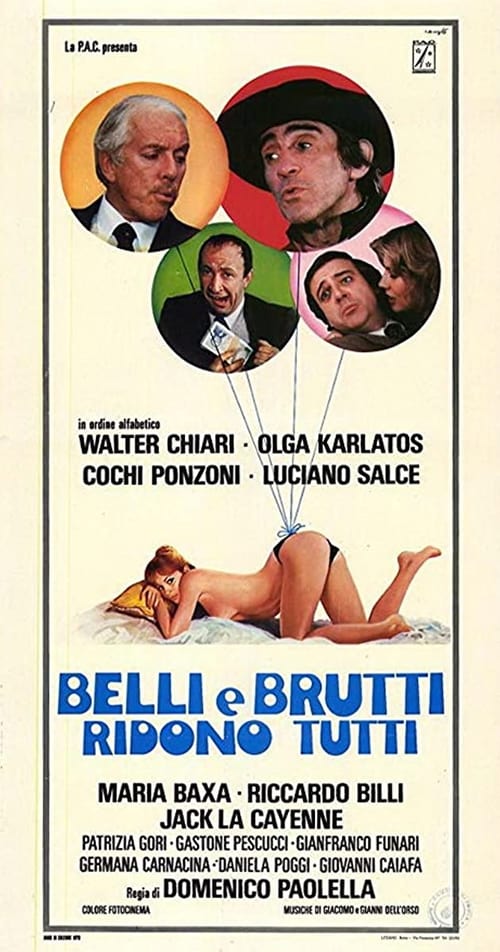 La P.A.C. presenta
in ordine alfabetico
WALTER CHIARI · OLGA KARLATOS
COCHI PONZONI · LUCIANO SALCE
BELLI e BRUTTI
RIDONO TUTTI
MARIA BAXA · RICCARDO BILLI
JACK LA CAYENNE
PATRIZIA GORI · GASTONE PESCUCCI · GIANFRANCO FUNARI
GERMANA CARNACINA · DANIELA POGGI · GIOVANNI CAIAFA
Regia di DOMENICO PAOLELLA
COLORE FOTOCINEMA
MUSICHE DI GIACOMO e GIANNI DELL'ORSO